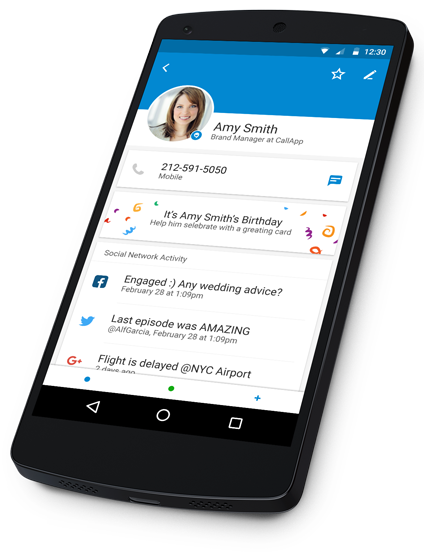 12:30
Amy Smith
Brand Manager at CallApp
212-591-5050
Mobile
It's Amy Smith's Birthday
Help him selebrate with a greeting card
Social Network Activity
Engaged :) Any wedding advice?
February 28 at 1:09pm
Last episode was AMAZING
@AlfGarcia, February 28 at 1:09pm
Flight is delayed @NYC Airport
2 days ago